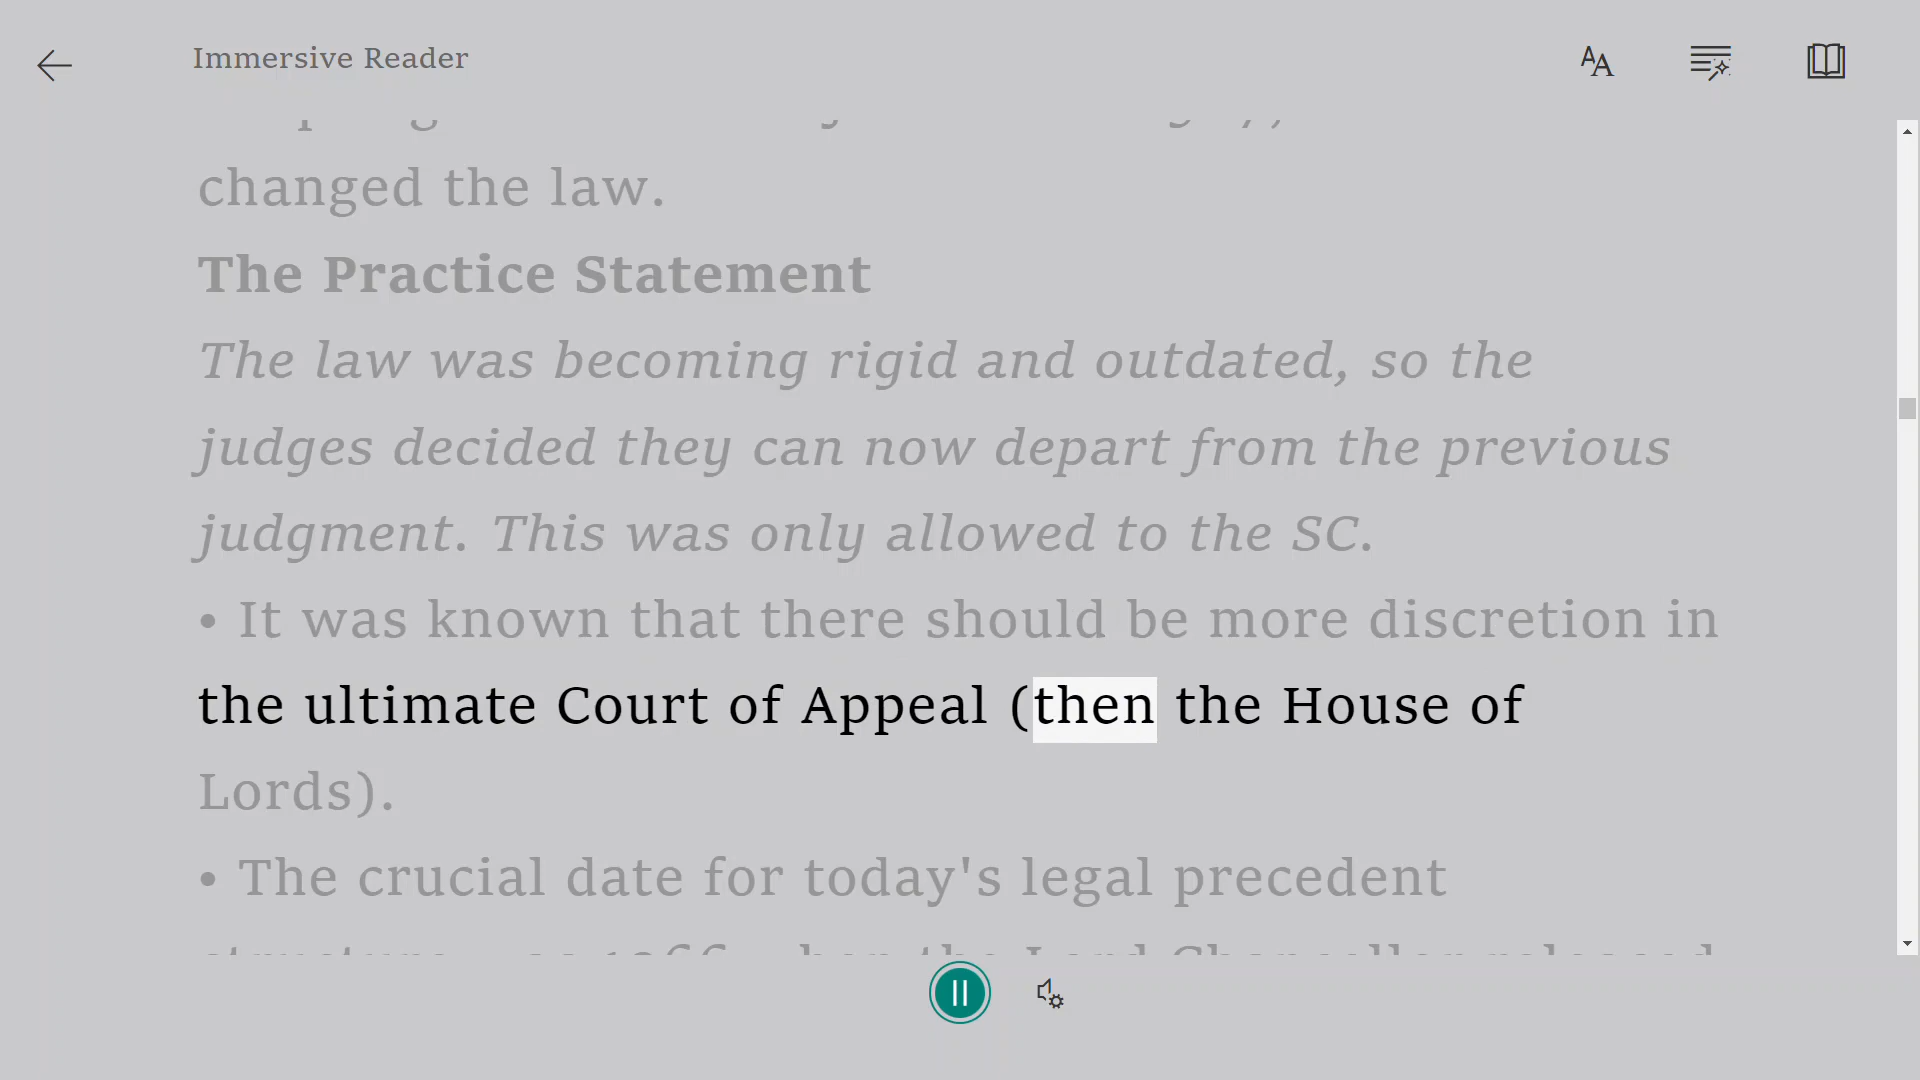 Immersive Reader
changed the law.
The Practice Statement
The law was becoming rigid and outdated, so the
judges decided they can now depart from the previous
judgment. This was only allowed to the SC.
• It was known that there should be more discretion in
the ultimate Court of Appeal (then the House of
Lords).
• The crucial date for today's legal precedent